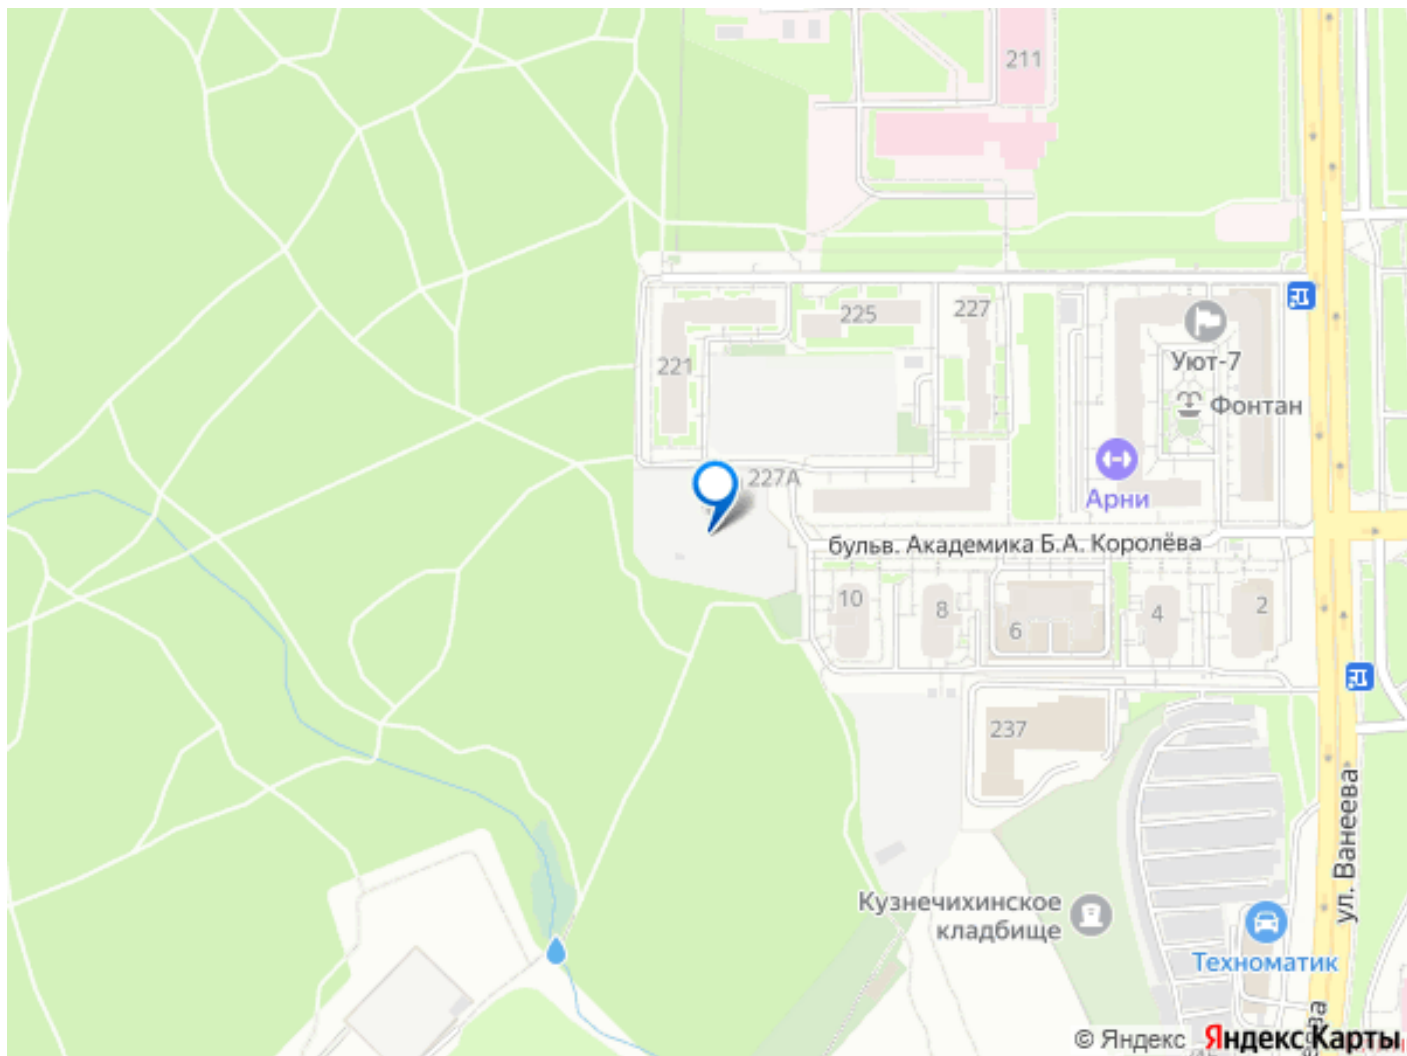 211
225
227
221
Уют-7
Фонтан
227А
Арни
бульв. Академика Б.А. Королёва
10
8
6
4
2
237
ул. Ванеева
Кузнечихинское
кладбище
Техноматик
© Яндекс Яндекс Карты